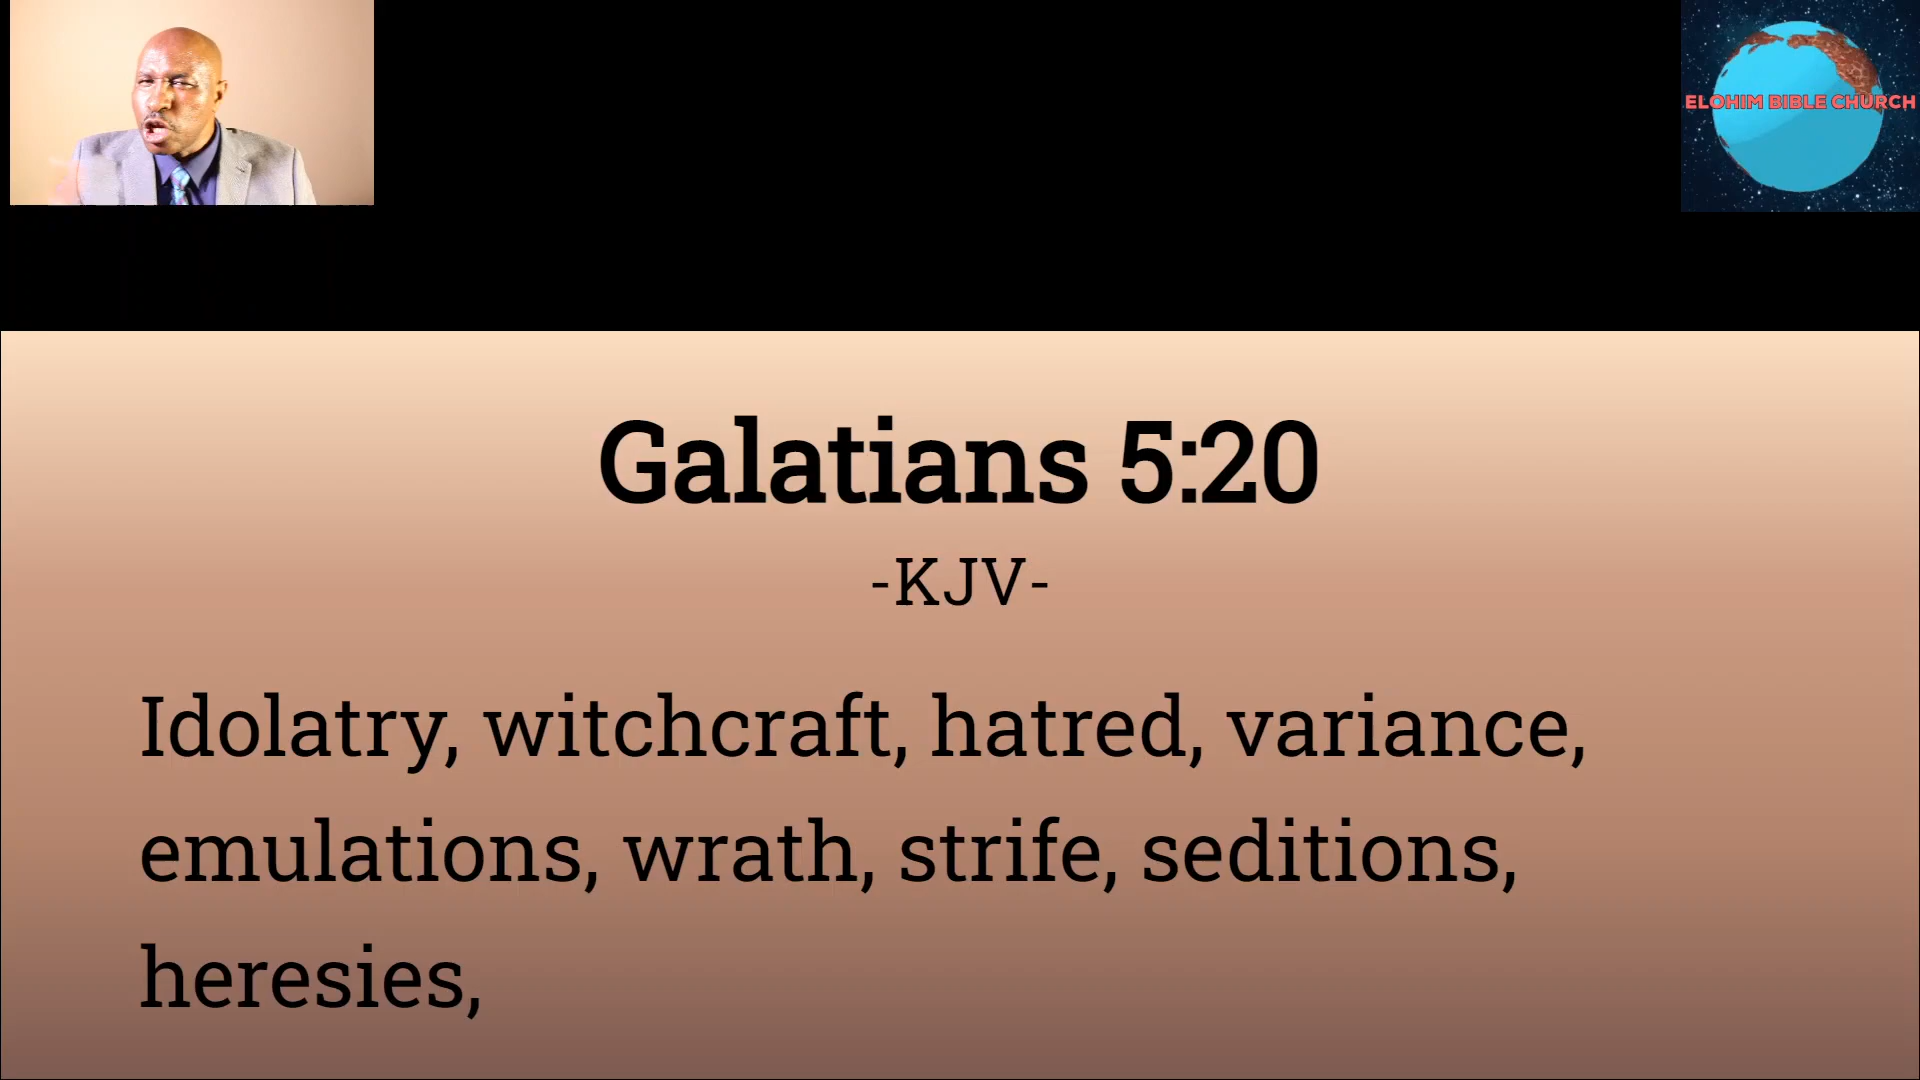 ELOHIM BIBLE CHURCH
Galatians 5:20
-KJV-
Idolatry, witchcraft, hatred, variance,
emulations, wrath, strife, seditions,
heresies,